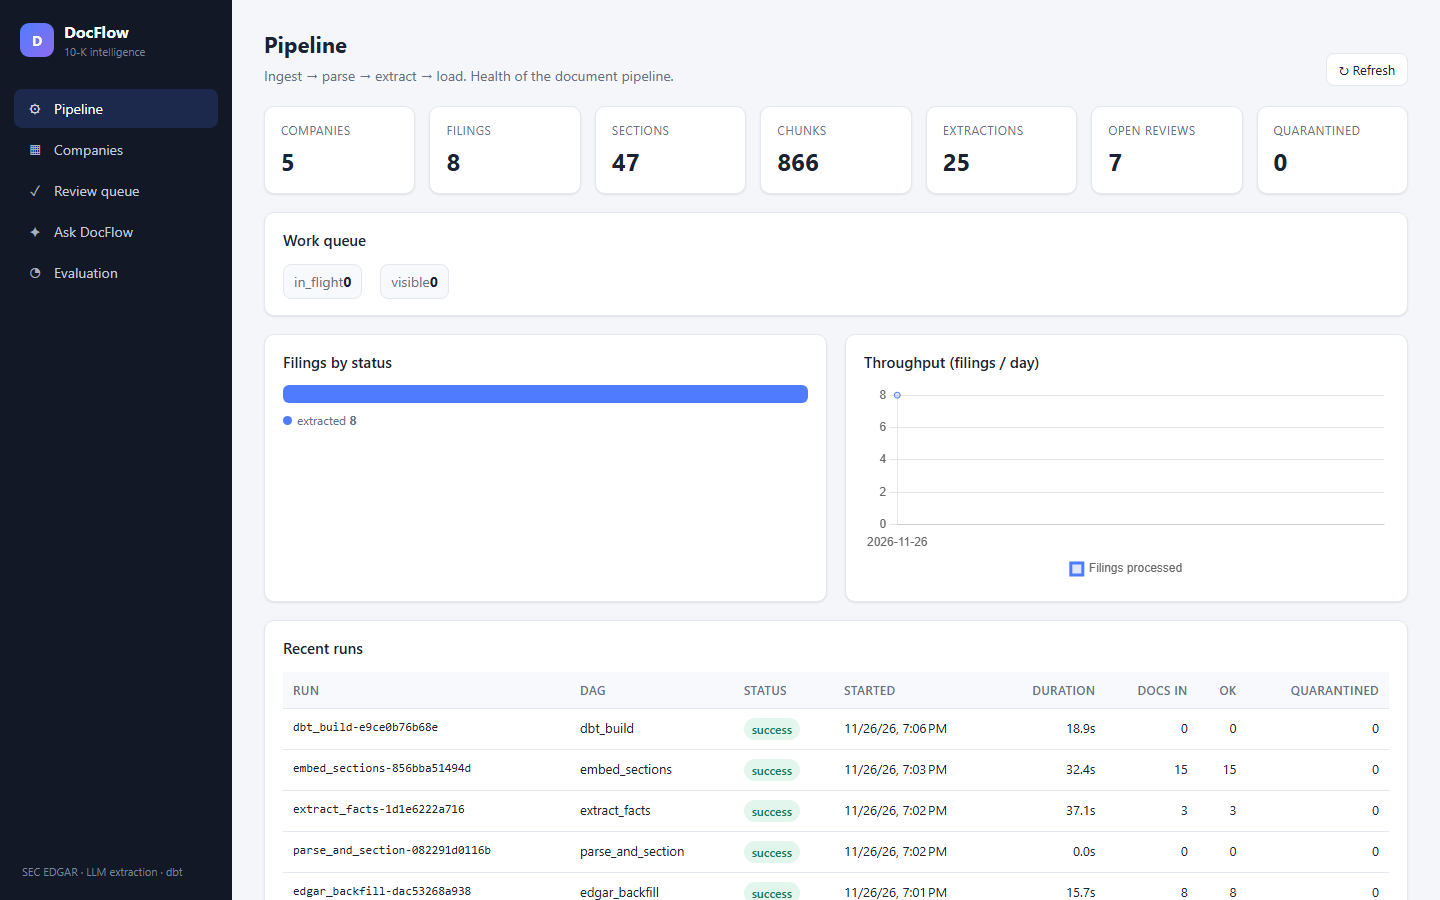 D
DocFlow
10-K intelligence
Pipeline
Companies
Review queue
Ask DocFlow
Evaluation
SEC EDGAR · LLM extraction · dbt
Pipeline
Ingest → parse → extract → load. Health of the document pipeline.
↻ Refresh
COMPANIES
5
FILINGS
8
SECTIONS
47
CHUNKS
866
EXTRACTIONS
25
OPEN REVIEWS
7
QUARANTINED
0
Work queue
in_flight0 visible0
Filings by status
extracted 8
Throughput (filings / day)
8
6
4
2
0
2026-11-26
Filings processed
Recent runs
RUN DAG STATUS STARTED DURATION DOCS IN OK QUARANTINED
dbt_build-e9ce0b76b68e dbt_build success 11/26/26, 7:06 PM 18.9s 0 0 0
embed_sections-856bba51494d embed_sections success 11/26/26, 7:03 PM 32.4s 15 15 0
extract_facts-1d1e6222a716 extract_facts success 11/26/26, 7:02 PM 37.1s 3 3 0
parse_and_section-082291d0116b parse_and_section success 11/26/26, 7:02 PM 0.0s 0 0 0
edgar_backfill-dac53268a938 edgar_backfill success 11/26/26, 7:01 PM 15.7s 8 8 0